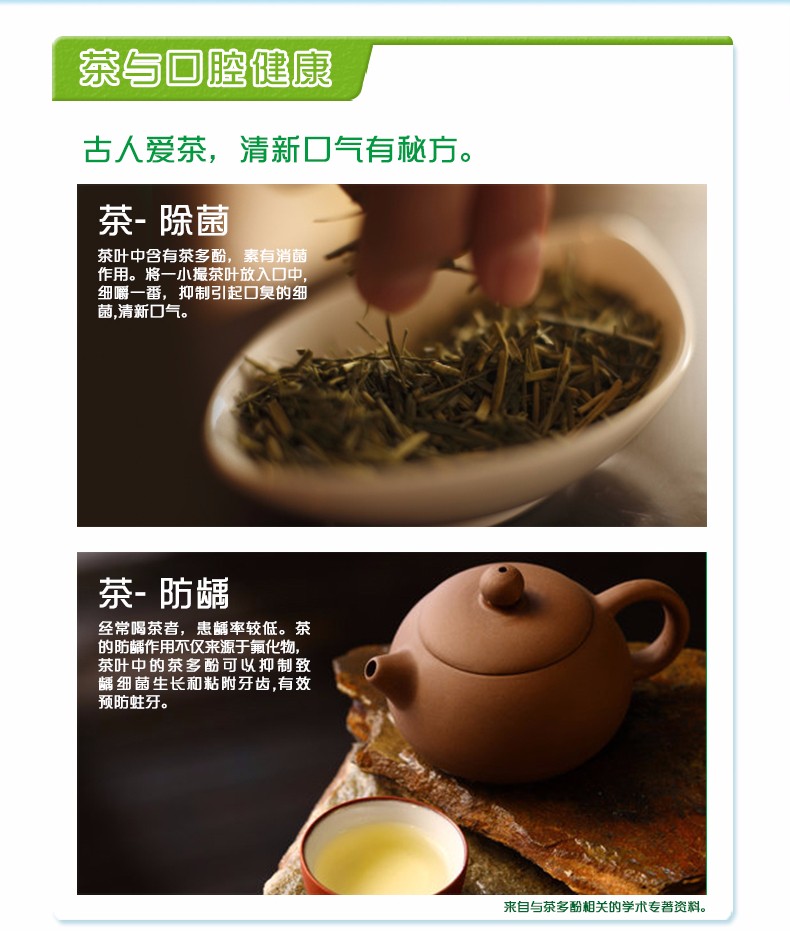 茶与口腔健康
古人爱茶，清新口气有秘方。
茶- 除菌
茶叶中含有茶多酚，素有消菌
作用。将一小撮茶叶放入口中，
细嚼一番，抑制引起口臭的细
菌,清新口气。
茶- 防龋
经常喝茶者，患龋率较低。茶
的防龋作用不仅来源于氟化物，
茶叶中的茶多酚可以抑制致
龋细菌生长和粘附牙齿,有效
预防蛀牙。
来自与茶多酚相关的学术专著资料。